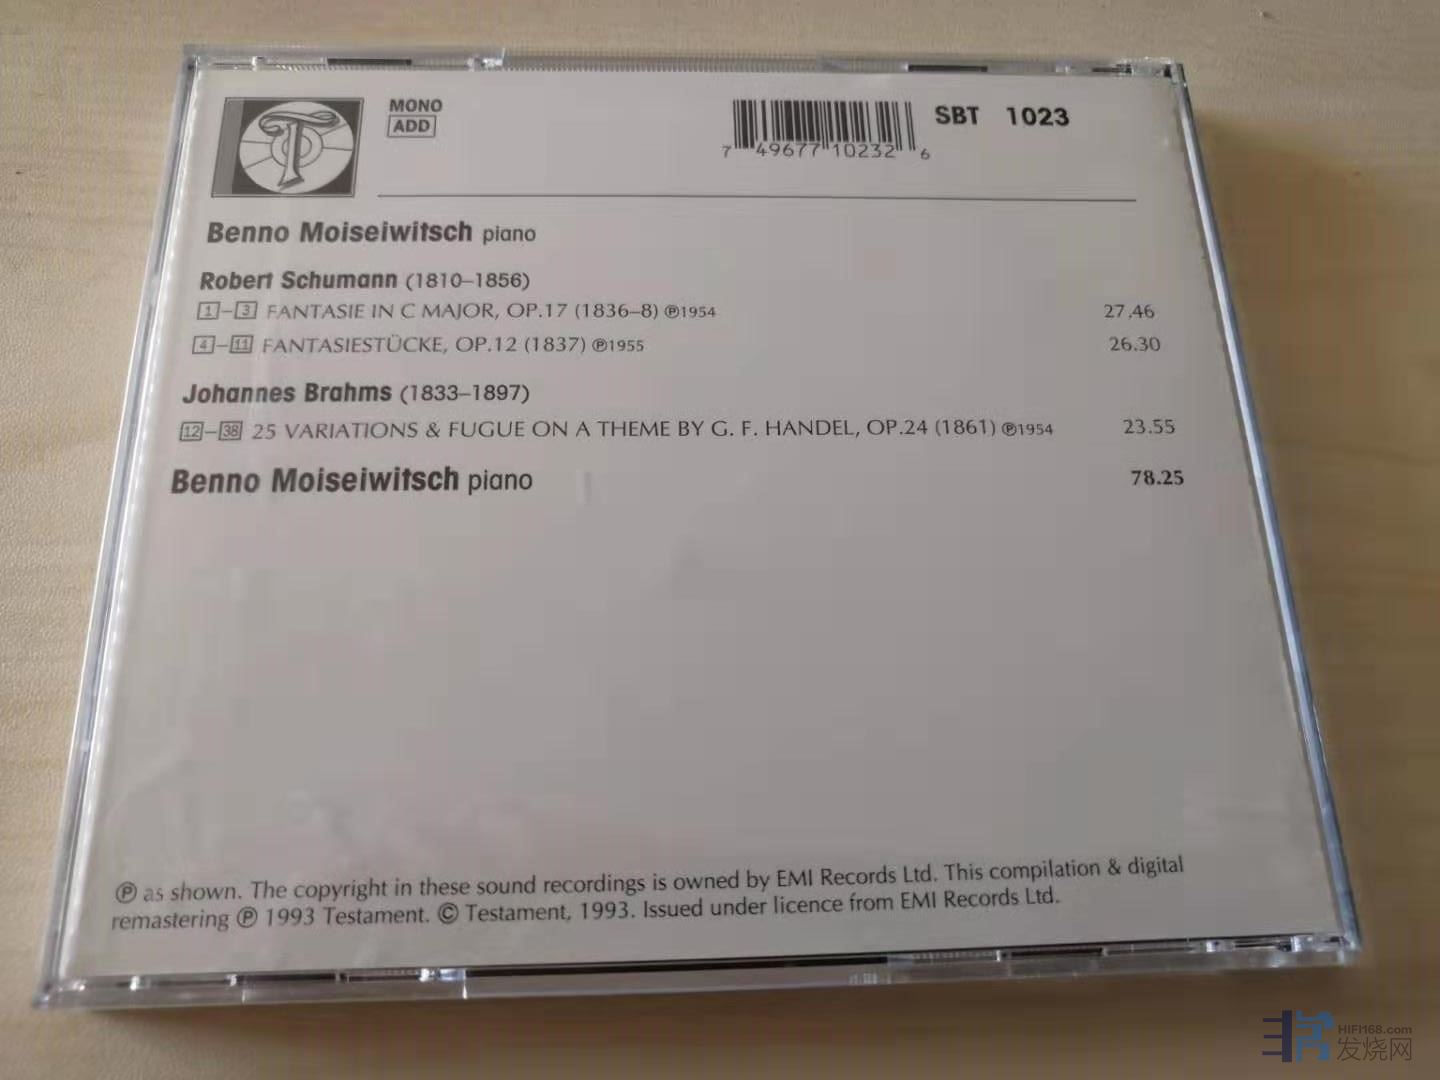 MONO
ADD
7 49677 10232 6
SBT 1023
Benno Moiseiwitsch piano
Robert Schumann (1810–1856)
1–3 FANTASIE IN C MAJOR, OP.17 (1836–8) ℗1954 27.46
4–11 FANTASIESTÜCKE, OP.12 (1837) ℗1955 26.30
Johannes Brahms (1833–1897)
12–38 25 VARIATIONS & FUGUE ON A THEME BY G. F. HANDEL, OP.24 (1861) ℗1954 23.55
Benno Moiseiwitsch piano 78.25
℗ as shown. The copyright in these sound recordings is owned by EMI Records Ltd. This compilation & digital
remastering ℗ 1993 Testament. © Testament, 1993. Issued under licence from EMI Records Ltd.
HIFI168.com
发烧网